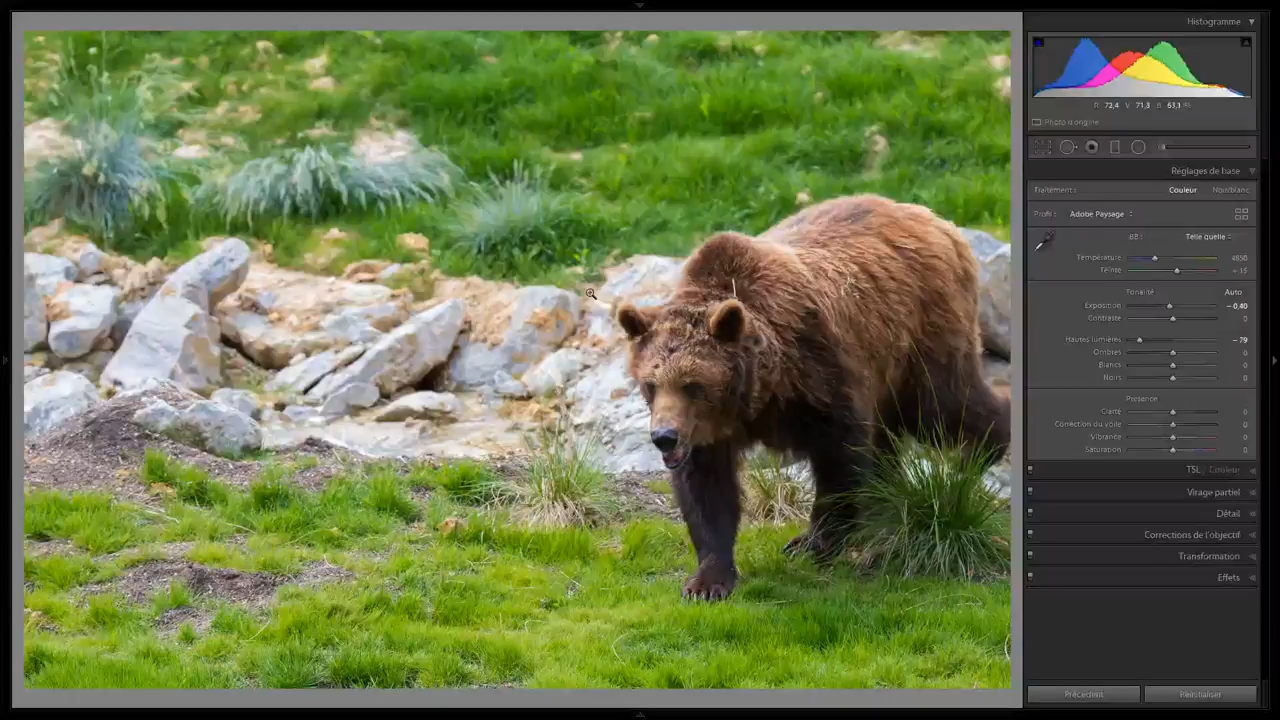 Histogramme
R 72,4 V 71,3 B 63,1 %
Photo d'origine
Réglages de base
Traitement : Couleur Noir&blanc
Profil : Adobe Paysage
BB : Telle quelle
Température 4850
Teinte + 15
Tonalité Auto
Exposition – 0,40
Contraste 0
Hautes lumières – 79
Ombres 0
Blancs 0
Noirs 0
Présence
Clarté 0
Correction du voile 0
Vibrance 0
Saturation 0
TSL / Couleur
Virage partiel
Détail
Corrections de l'objectif
Transformation
Effets
Précédent Réinitialiser